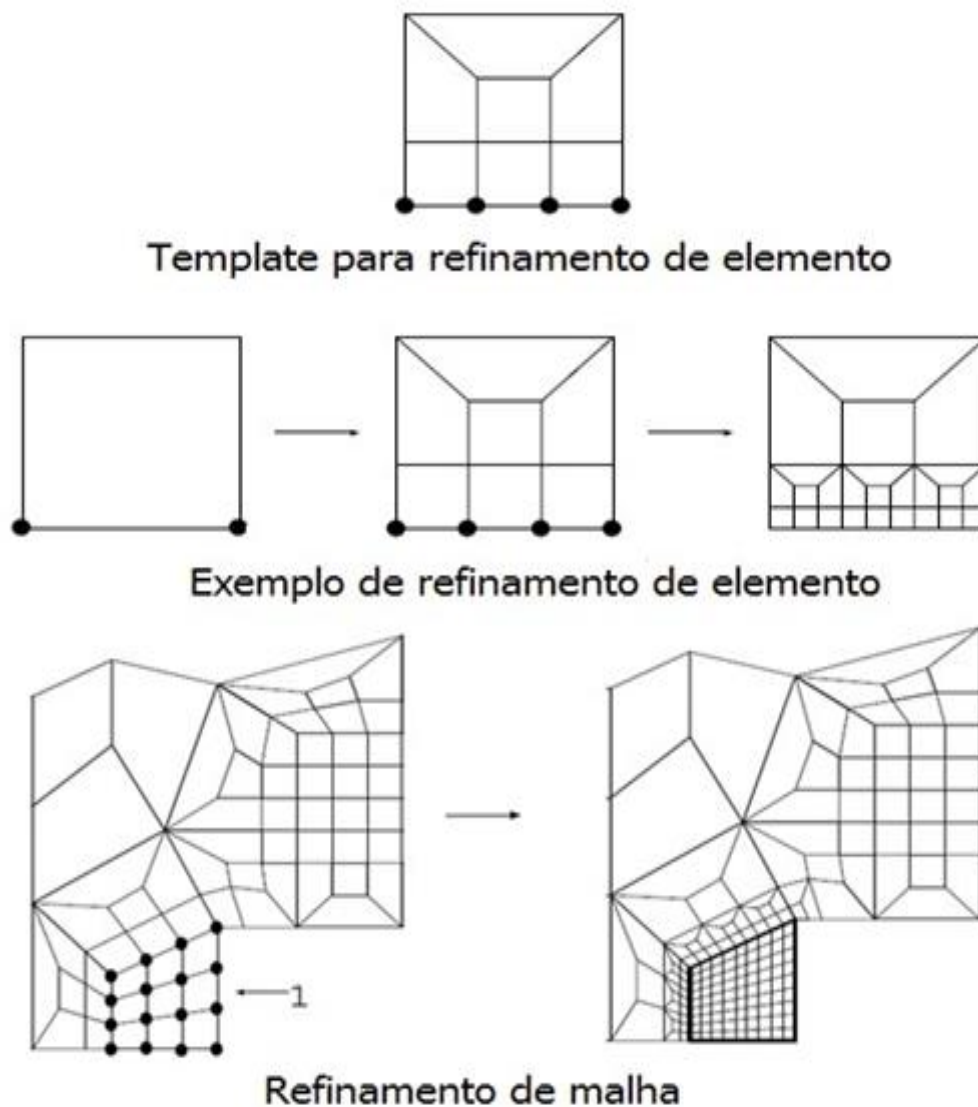 Template para refinamento de elemento
Exemplo de refinamento de elemento
1
Refinamento de malha